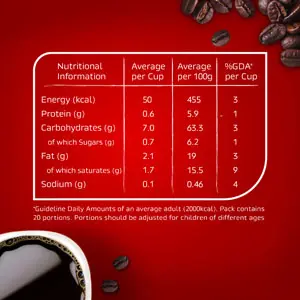 Nutritional Information Average per Cup Average per 100g %GDA* per Cup
Energy (kcal) 50 455 3
Protein (g) 0.6 5.9 1
Carbohydrates (g) 7.0 63.3 3
of which Sugars (g) 0.7 6.2 1
Fat (g) 2.1 19 3
of which saturates (g) 1.7 15.5 9
Sodium (g) 0.1 0.46 4
*Guideline Daily Amounts of an average adult (2000kcal). Pack contains
20 portions. Portions should be adjusted for children of different ages